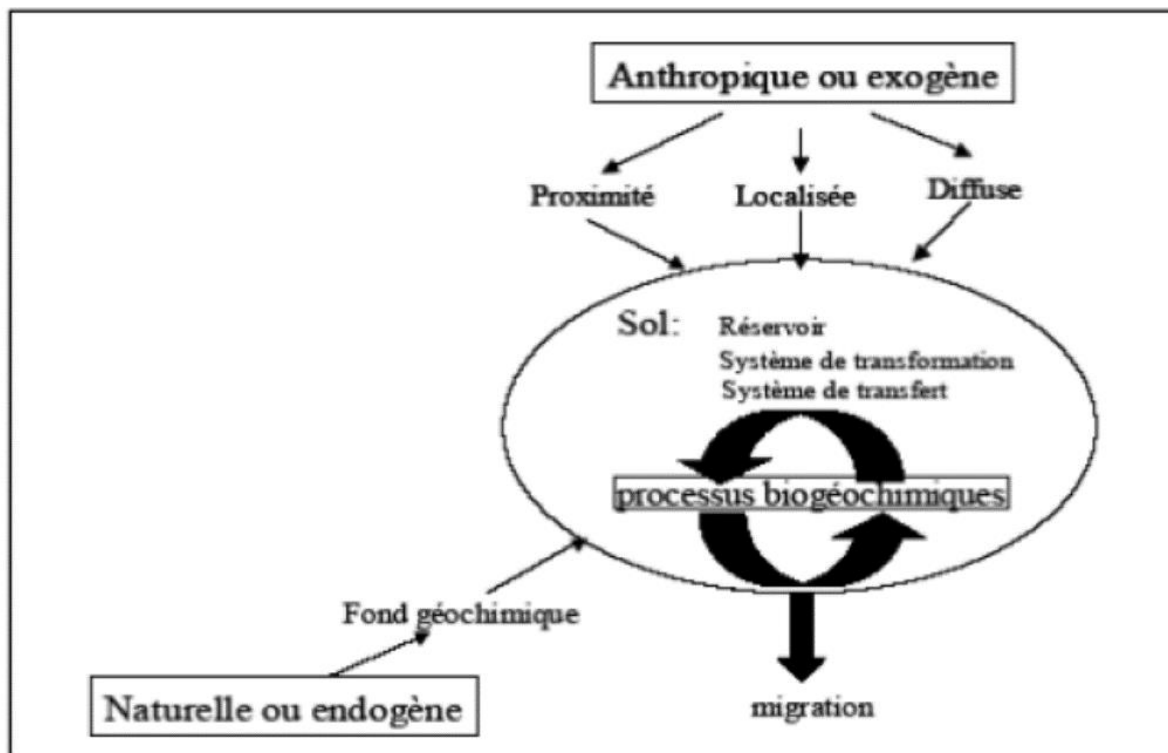 Anthropique ou exogène
Proximité
Localisée
Diffuse
Sol:
Réservoir
Système de transformation
Système de transfert
processus biogéochimiques
Fond géochimique
Naturelle ou endogène
migration